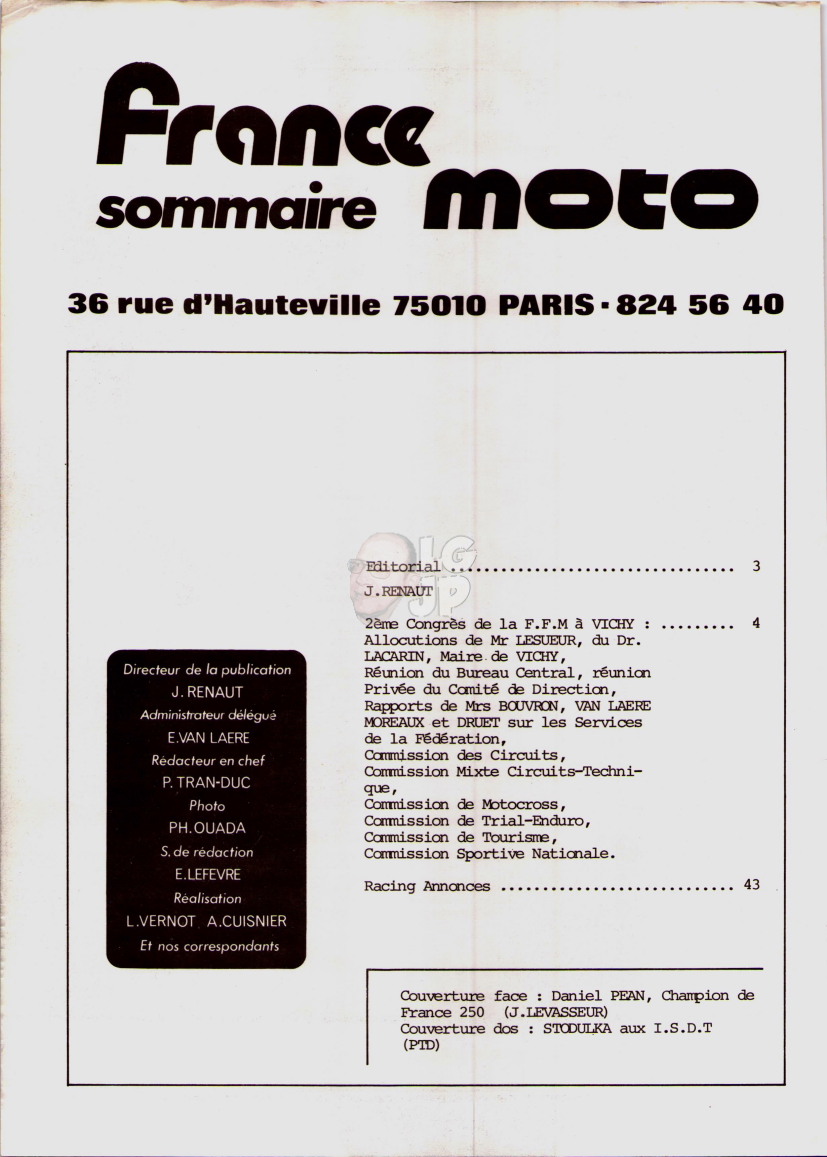 France
sommaire moto
36 rue d'Hauteville 75010 PARIS • 824 56 40
LG
JP
Editorial .................................. 3
J.RENAUT
2ème Congrès de la F.F.M à VICHY : ......... 4
Allocutions de Mr LESUEUR, du Dr.
LACARIN, Maire de VICHY,
Réunion du Bureau Central, réunion
Privée du Comité de Direction,
Rapports de Mrs BOUVRON, VAN LAERE
MOREAUX et DRUET sur les Services
de la Fédération,
Commission des Circuits,
Commission Mixte Circuits-Techni-
que,
Commission de Motocross,
Commission de Trial-Enduro,
Commission de Tourisme,
Commission Sportive Nationale.
Racing Annonces ............................ 43
Directeur de la publication
J. RENAUT
Administrateur délégué
E.VAN LAERE
Rédacteur en chef
P. TRAN-DUC
Photo
PH.OUADA
S. de rédaction
E.LEFEVRE
Réalisation
L.VERNOT A.CUISNIER
Et nos correspondants
Couverture face : Daniel PEAN, Champion de
France 250 (J.LEVASSEUR)
Couverture dos : STODULKA aux I.S.D.T
(PTD)